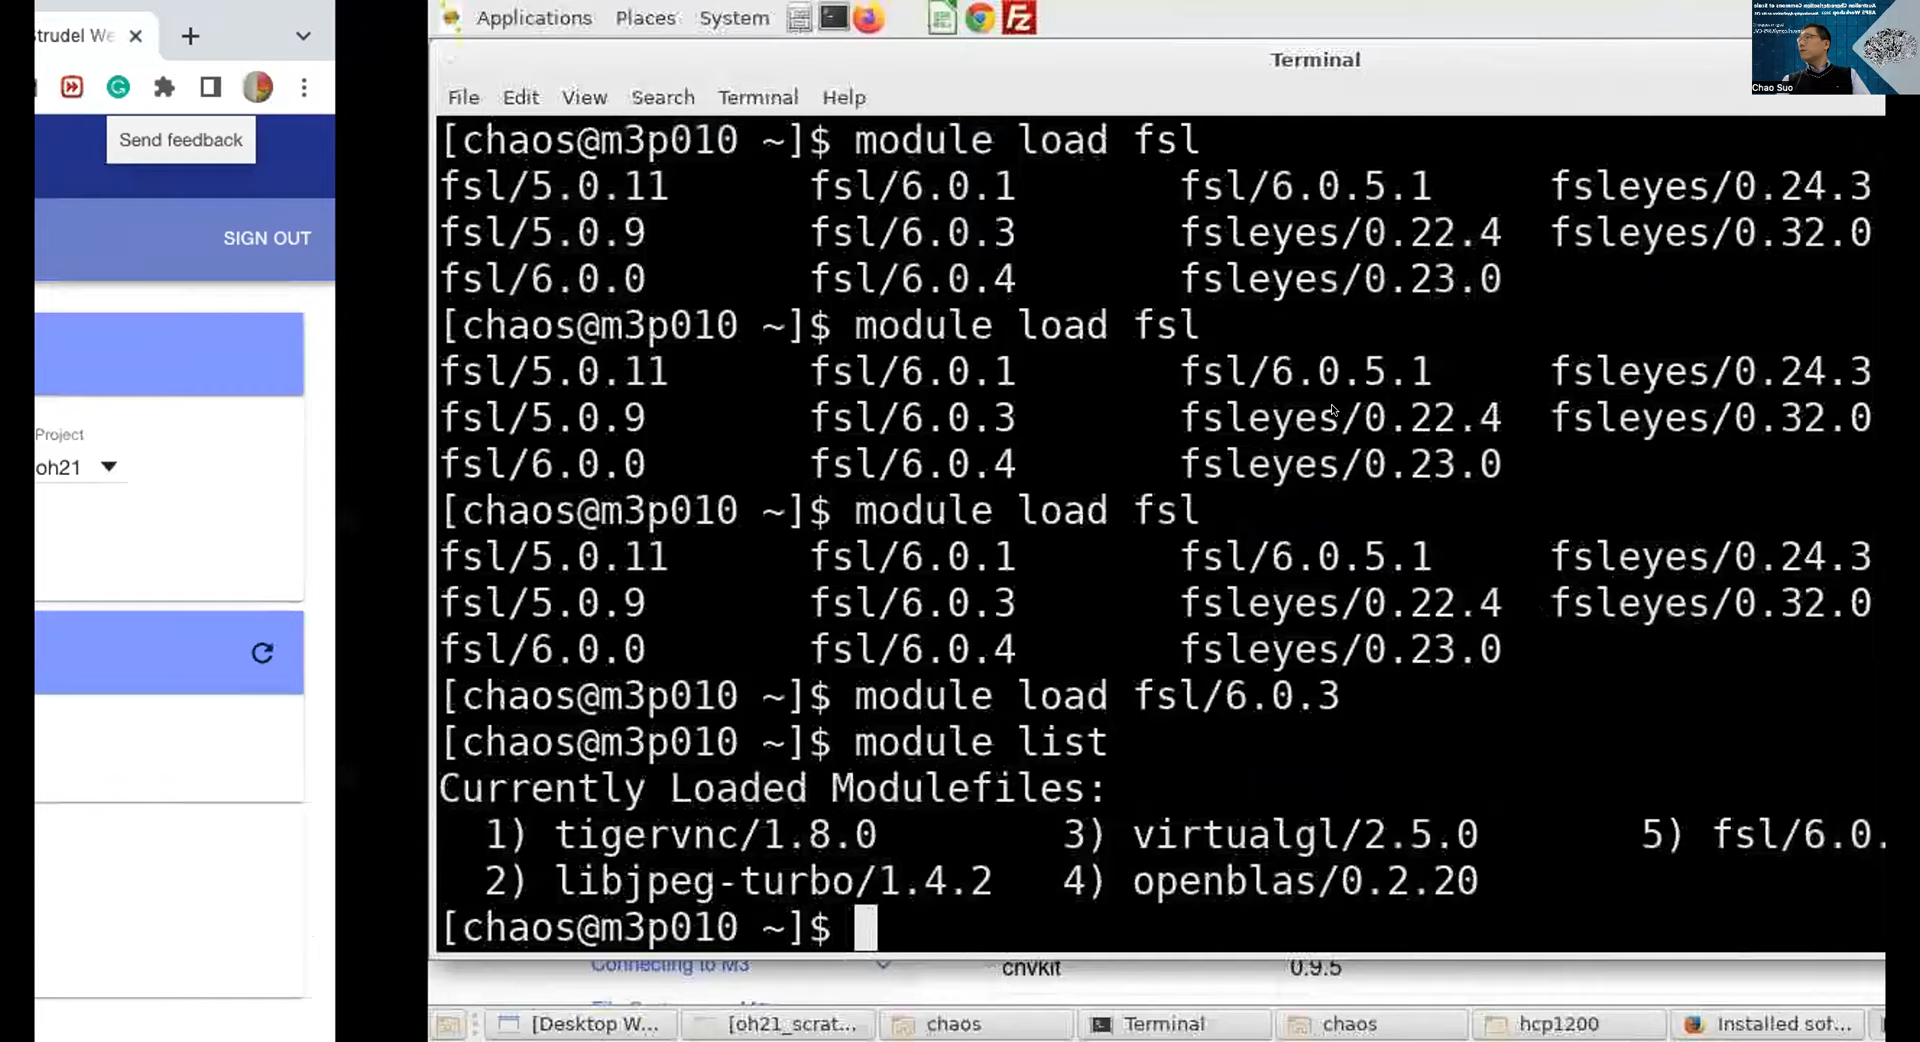 Strudel We
Send feedback
SIGN OUT
Project
oh21
Applications Places System
Terminal
File Edit View Search Terminal Help
[chaos@m3p010 ~]$ module load fsl
fsl/5.0.11 fsl/6.0.1 fsl/6.0.5.1 fsleyes/0.24.3
fsl/5.0.9 fsl/6.0.3 fsleyes/0.22.4 fsleyes/0.32.0
fsl/6.0.0 fsl/6.0.4 fsleyes/0.23.0
[chaos@m3p010 ~]$ module load fsl
fsl/5.0.11 fsl/6.0.1 fsl/6.0.5.1 fsleyes/0.24.3
fsl/5.0.9 fsl/6.0.3 fsleyes/0.22.4 fsleyes/0.32.0
fsl/6.0.0 fsl/6.0.4 fsleyes/0.23.0
[chaos@m3p010 ~]$ module load fsl
fsl/5.0.11 fsl/6.0.1 fsl/6.0.5.1 fsleyes/0.24.3
fsl/5.0.9 fsl/6.0.3 fsleyes/0.22.4 fsleyes/0.32.0
fsl/6.0.0 fsl/6.0.4 fsleyes/0.23.0
[chaos@m3p010 ~]$ module load fsl/6.0.3
[chaos@m3p010 ~]$ module list
Currently Loaded Modulefiles:
1) tigervnc/1.8.0 3) virtualgl/2.5.0 5) fsl/6.0.
2) libjpeg-turbo/1.4.2 4) openblas/0.2.20
[chaos@m3p010 ~]$
Connecting to M3 cnvkit 0.9.5
[Desktop W... [oh21_scrat... chaos Terminal chaos hcp1200 Installed sof...
Chao Suo